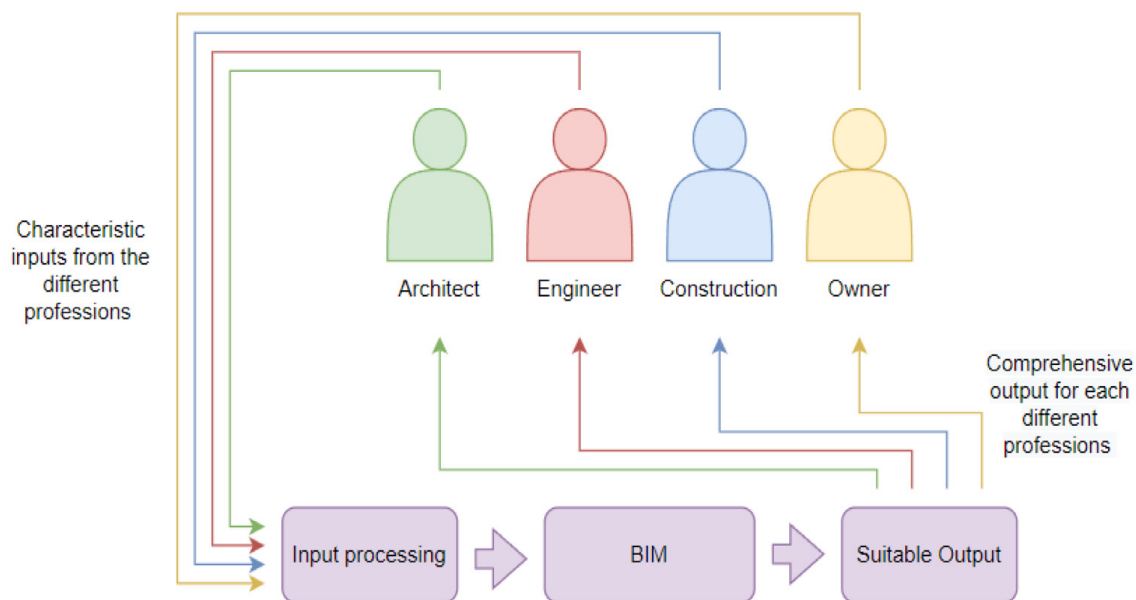 Characteristic
inputs from the
different
professions
Architect
Engineer
Construction
Owner
Comprehensive
output for each
different
professions
Input processing
BIM
Suitable Output